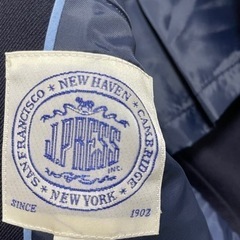 SAN FRANCISCO ★ NEW HAVEN ★ CAMBRIDGE ★ NEW YORK ★
J.PRESS
INC.
SINCE 1902